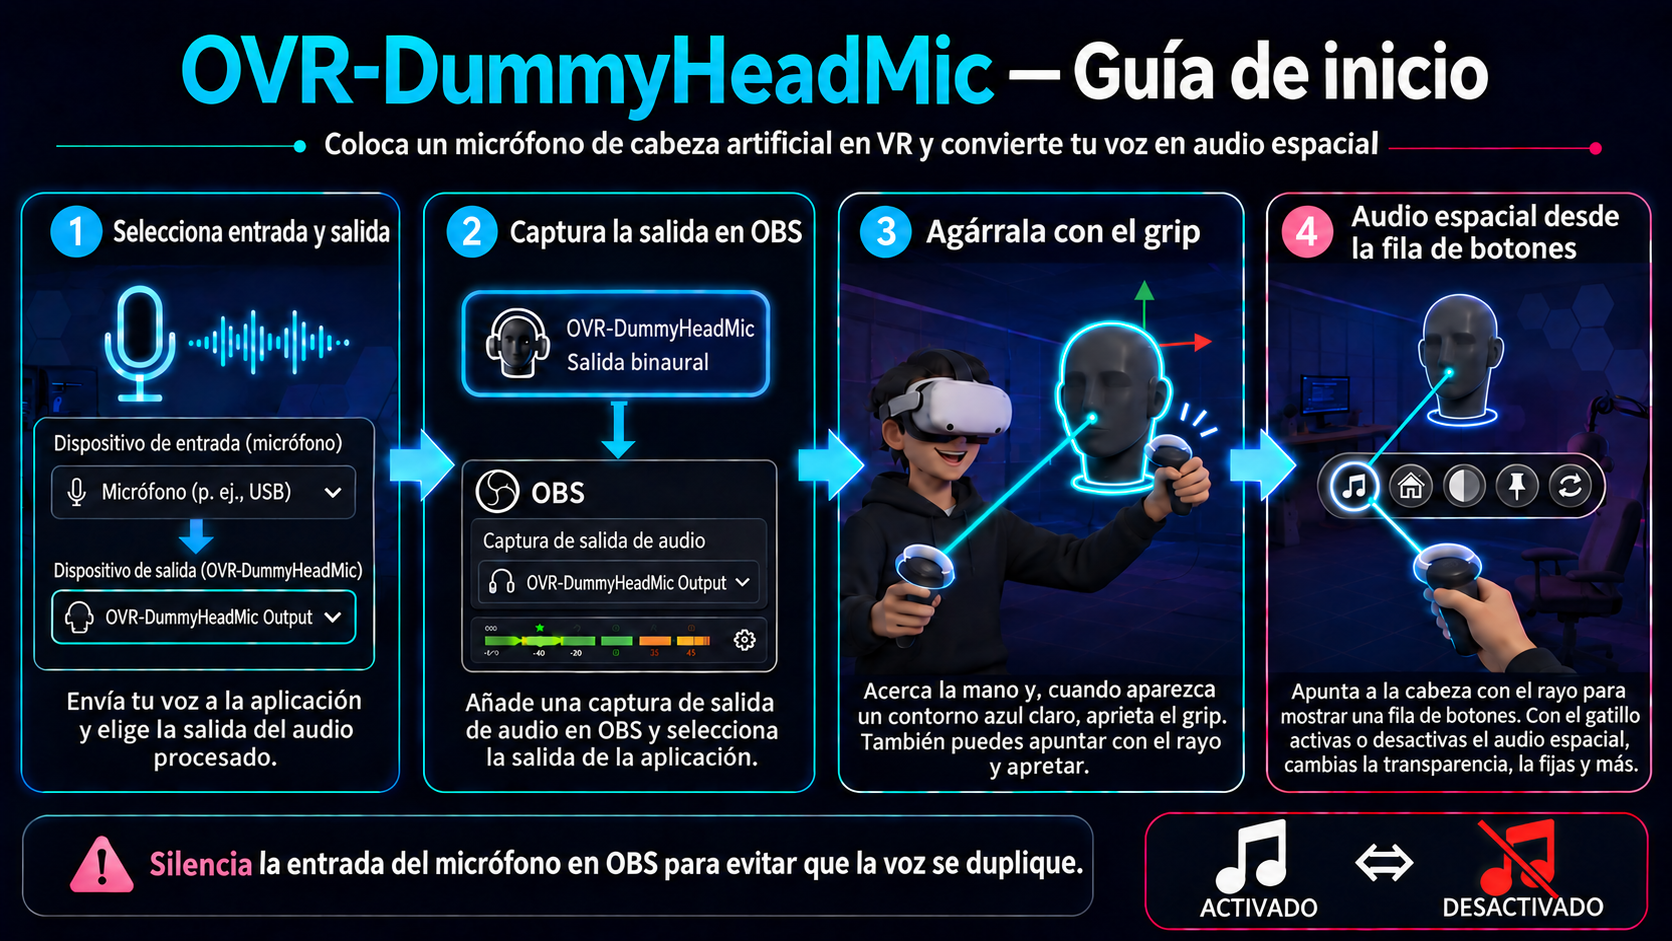 OVR-DummyHeadMic — Guía de inicio
Coloca un micrófono de cabeza artificial en VR y convierte tu voz en audio espacial
1 Selecciona entrada y salida
Dispositivo de entrada (micrófono)
Micrófono (p. ej., USB)
Dispositivo de salida (OVR-DummyHeadMic)
OVR-DummyHeadMic Output
Envía tu voz a la aplicación
y elige la salida del audio
procesado.
2 Captura la salida en OBS
OVR-DummyHeadMic
Salida binaural
OBS
Captura de salida de audio
OVR-DummyHeadMic Output
-40 -20
Añade una captura de salida
de audio en OBS y selecciona
la salida de la aplicación.
3 Agárrala con el grip
Acerca la mano y, cuando aparezca
un contorno azul claro, aprieta el grip.
También puedes apuntar con el rayo
y apretar.
4 Audio espacial desde
la fila de botones
Apunta a la cabeza con el rayo para
mostrar una fila de botones. Con el gatillo
activas o desactivas el audio espacial,
cambias la transparencia, la fijas y más.
Silencia la entrada del micrófono en OBS para evitar que la voz se duplique.
ACTIVADO
DESACTIVADO